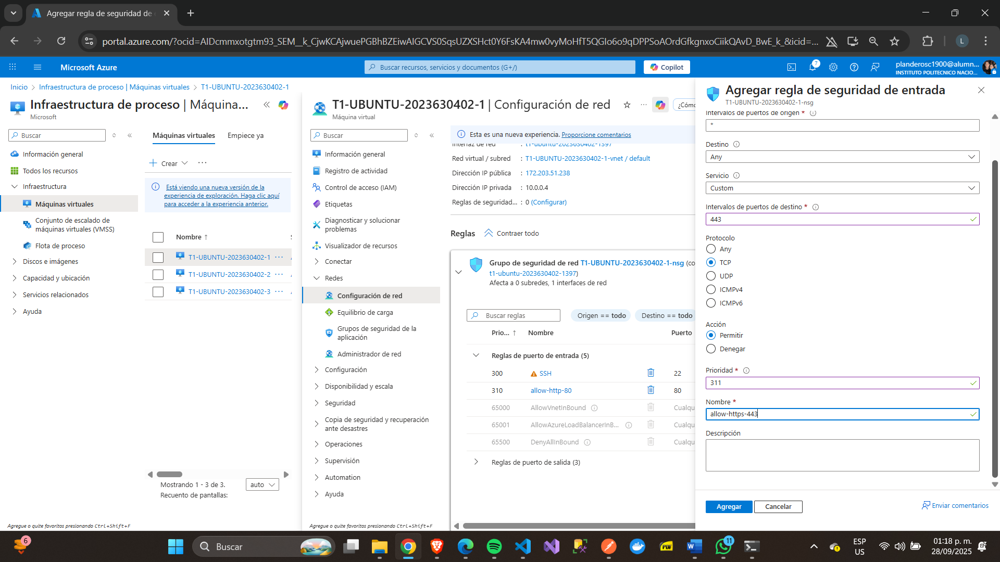 Agregar regla de seguridad de
portal.azure.com/?ocid=AIDcmmxotgtm93_SEM__k_CjwKCAjwuePGBhBZEiwAIGCVS0SqsUZXSHct0Y6FsKA4mw0vyMoHfT5QGIo6o9qDPPSoAOrdGfkgnxoCiikQAvD_BwE_k_&icid=...
L
Microsoft Azure
Buscar recursos, servicios y documentos (G+/)
Copilot
7
planderosc1900@alumn...
INSTITUTO POLITECNICO NACIO...
Inicio > Infraestructura de proceso | Máquinas virtuales > T1-UBUNTU-2023630402-1
Infraestructura de proceso | Máquina...
Microsoft
Buscar
Información general
Todos los recursos
Infraestructura
Máquinas virtuales
Conjunto de escalado de
máquinas virtuales (VMSS)
Flota de proceso
Discos e imágenes
Capacidad y ubicación
Servicios relacionados
Ayuda
Agregue o quite favoritos presionando Ctrl+Shift+F
Máquinas virtuales
Empiece ya
Crear
Está viendo una nueva versión de la
experiencia de exploración. Haga clic aquí
para acceder a la experiencia anterior.
Nombre ↑
T1-UBUNTU-2023630402-1
T1-UBUNTU-2023630402-2
T1-UBUNTU-2023630402-3
Mostrando 1 - 3 de 3.
Recuento de pantallas:
auto
T1-UBUNTU-2023630402-1 | Configuración de red
Máquina virtual
¿Cómo
Buscar
Información general
Registro de actividad
Control de acceso (IAM)
Etiquetas
Diagnosticar y solucionar
problemas
Visualizador de recursos
Conectar
Redes
Configuración de red
Equilibrio de carga
Grupos de seguridad de la
aplicación
Administrador de red
Configuración
Disponibilidad y escala
Seguridad
Copia de seguridad y recuperación
ante desastres
Operaciones
Supervisión
Automation
Ayuda
Agregue o quite favoritos presionando Ctrl+Shift+F
Esta es una nueva experiencia. Proporcione comentarios
Interfaz de red : t1-ubuntu-2023630402-1397
Red virtual / subred : T1-UBUNTU-2023630402-1-vnet / default
Dirección IP pública : 172.203.51.238
Dirección IP privada : 10.0.0.4
Reglas de seguridad... : 0 (Configurar)
Reglas
Contraer todo
Grupo de seguridad de red T1-UBUNTU-2023630402-1-nsg (co
t1-ubuntu-2023630402-1397)
Afecta a 0 subredes, 1 interfaces de red
Buscar reglas
Origen == todo
Destino == todo
Prio... ↑ Nombre Puerto
Reglas de puerto de entrada (5)
300 SSH 22
310 allow-http-80 80
65000 AllowVnetInBound Cualqu
65001 AllowAzureLoadBalancerInB... Cualqu
65500 DenyAllInBound Cualqu
Reglas de puerto de salida (3)
Agregar regla de seguridad de entrada
T1-UBUNTU-2023630402-1-nsg
Intervalos de puertos de origen *
*
Destino
Any
Servicio
Custom
Intervalos de puertos de destino *
443
Protocolo
Any
TCP
UDP
ICMPv4
ICMPv6
Acción
Permitir
Denegar
Prioridad *
311
Nombre *
allow-https-443
Descripción
Agregar
Cancelar
Enviar comentarios
6
Buscar
PDF
11
ESP
US
01:18 p. m.
28/09/2025